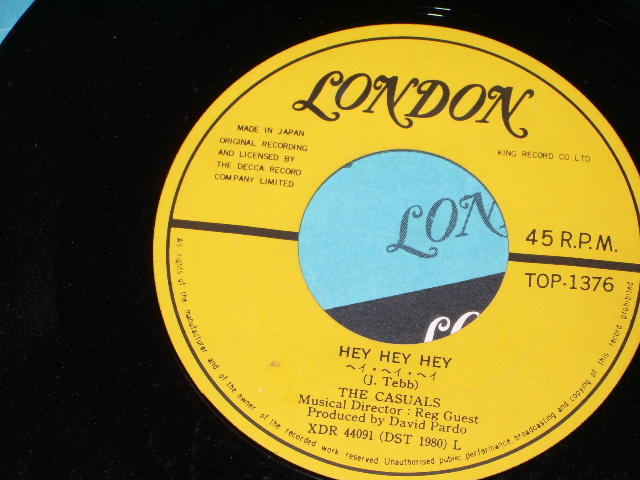 LONDON
MADE IN JAPAN
ORIGINAL RECORDING
AND LICENSED BY
THE DECCA RECORD
COMPANY LIMITED
KING RECORD CO., LTD
LON
45 R.P.M.
TOP-1376
HEY HEY HEY
ヘイ・ヘイ・ヘイ
(J. Tebb)
THE CASUALS
Musical Director : Reg Guest
Produced by David Pardo
XDR 44091 (DST 1980) L
All rights of the manufacturer and of the owner of the recorded work reserved. Unauthorised public performance, broadcasting and copying of this record prohibited